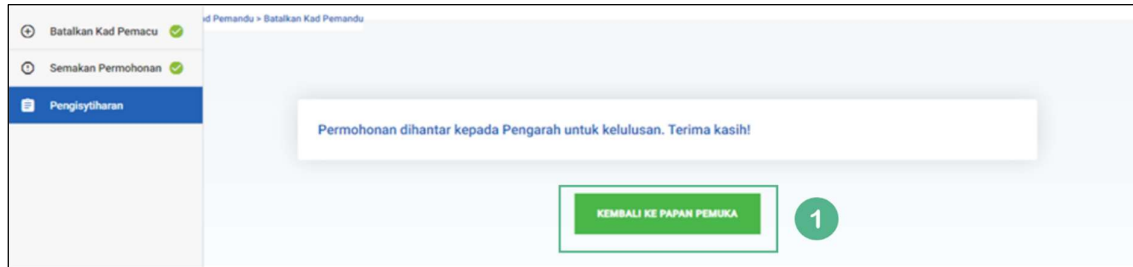 ad Pemandu > Batalkan Kad Pemandu
Batalkan Kad Pemacu
Semakan Permohonan
Pengisytiharan
Permohonan dihantar kepada Pengarah untuk kelulusan. Terima kasih!
KEMBALI KE PAPAN PEMUKA
1